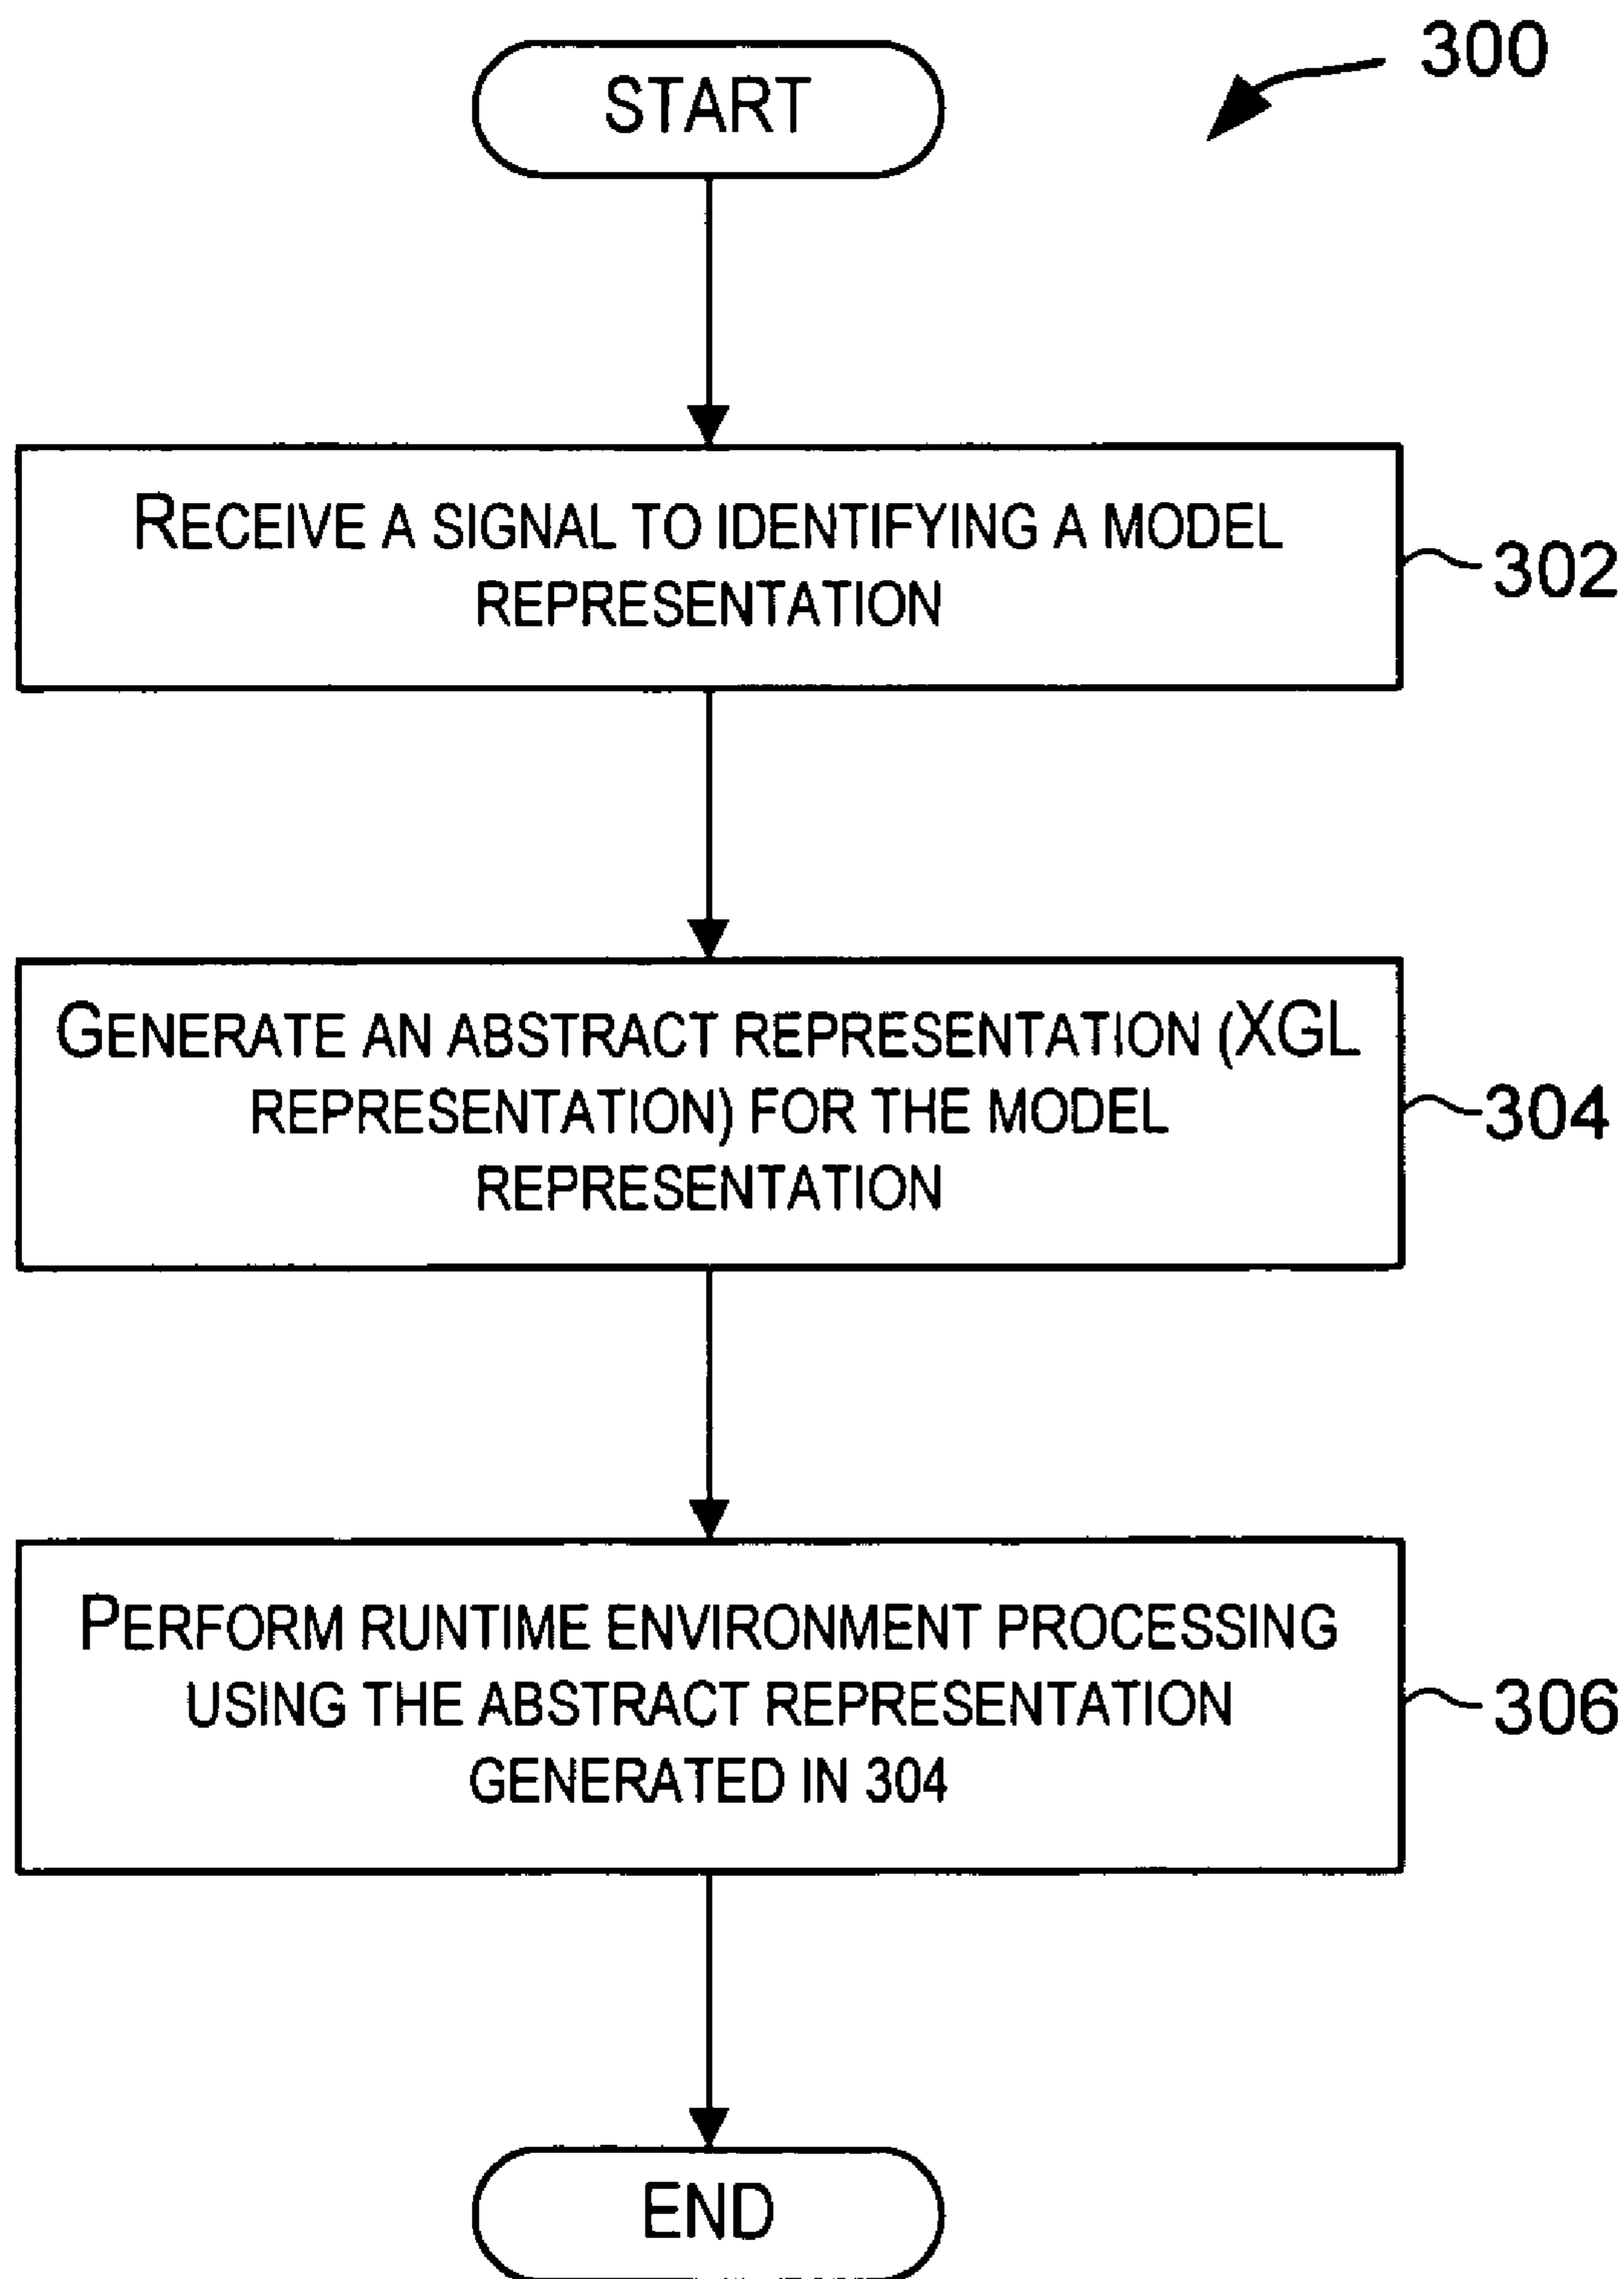 START
300
RECEIVE A SIGNAL TO IDENTIFYING A MODEL
REPRESENTATION
302
GENERATE AN ABSTRACT REPRESENTATION (XGL
REPRESENTATION) FOR THE MODEL
REPRESENTATION
304
PERFORM RUNTIME ENVIRONMENT PROCESSING
USING THE ABSTRACT REPRESENTATION
GENERATED IN 304
306
END